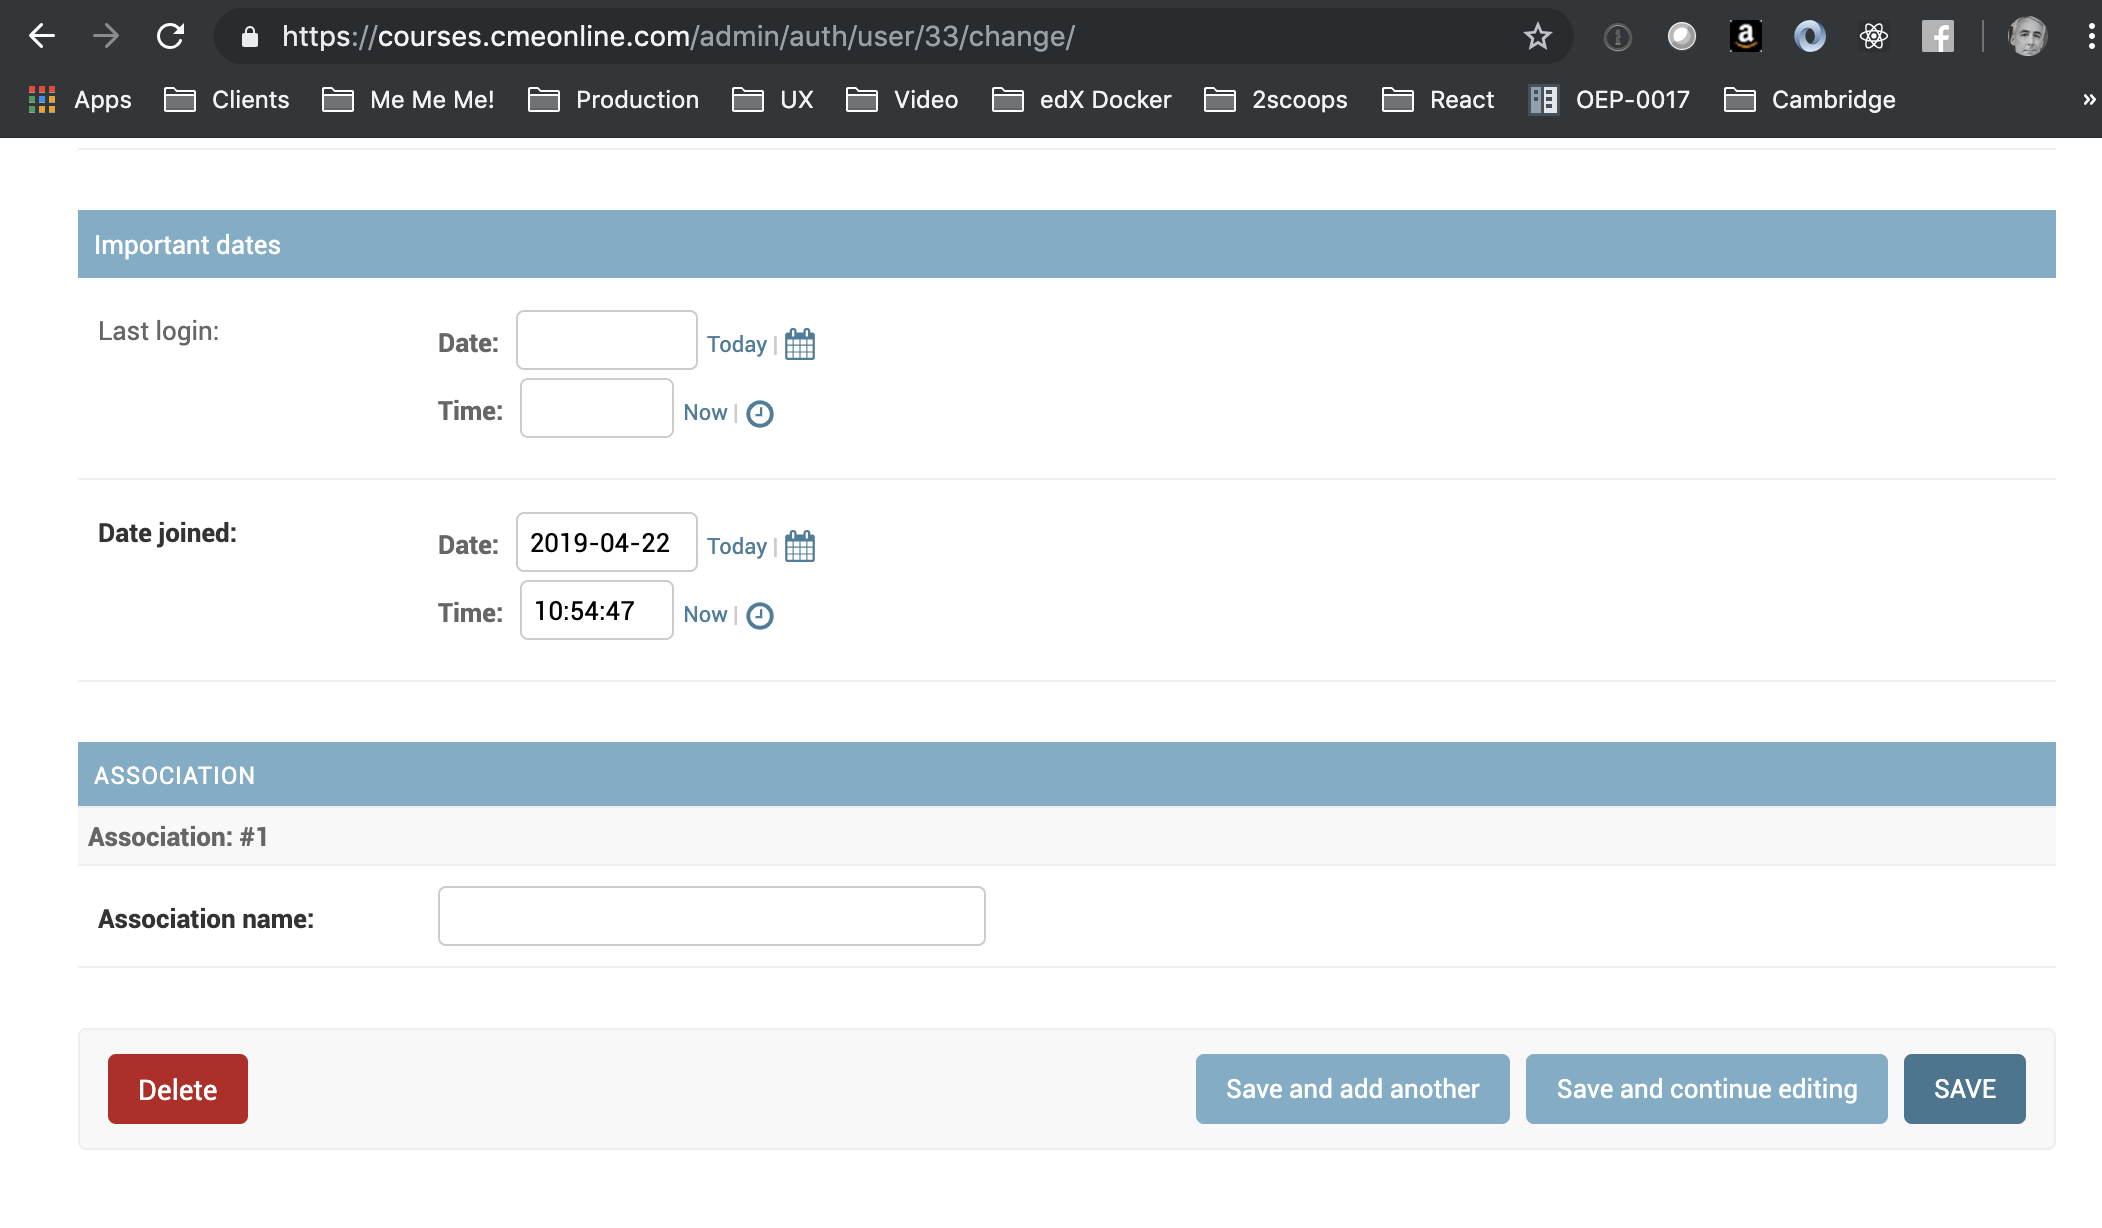 https://courses.cmeonline.com/admin/auth/user/33/change/
Apps Clients Me Me Me! Production UX Video edX Docker 2scoops React OEP-0017 Cambridge »
Important dates
Last login:
Date: Today |
Time: Now |
Date joined:
Date: 2019-04-22 Today |
Time: 10:54:47 Now |
ASSOCIATION
Association: #1
Association name:
Delete Save and add another Save and continue editing SAVE